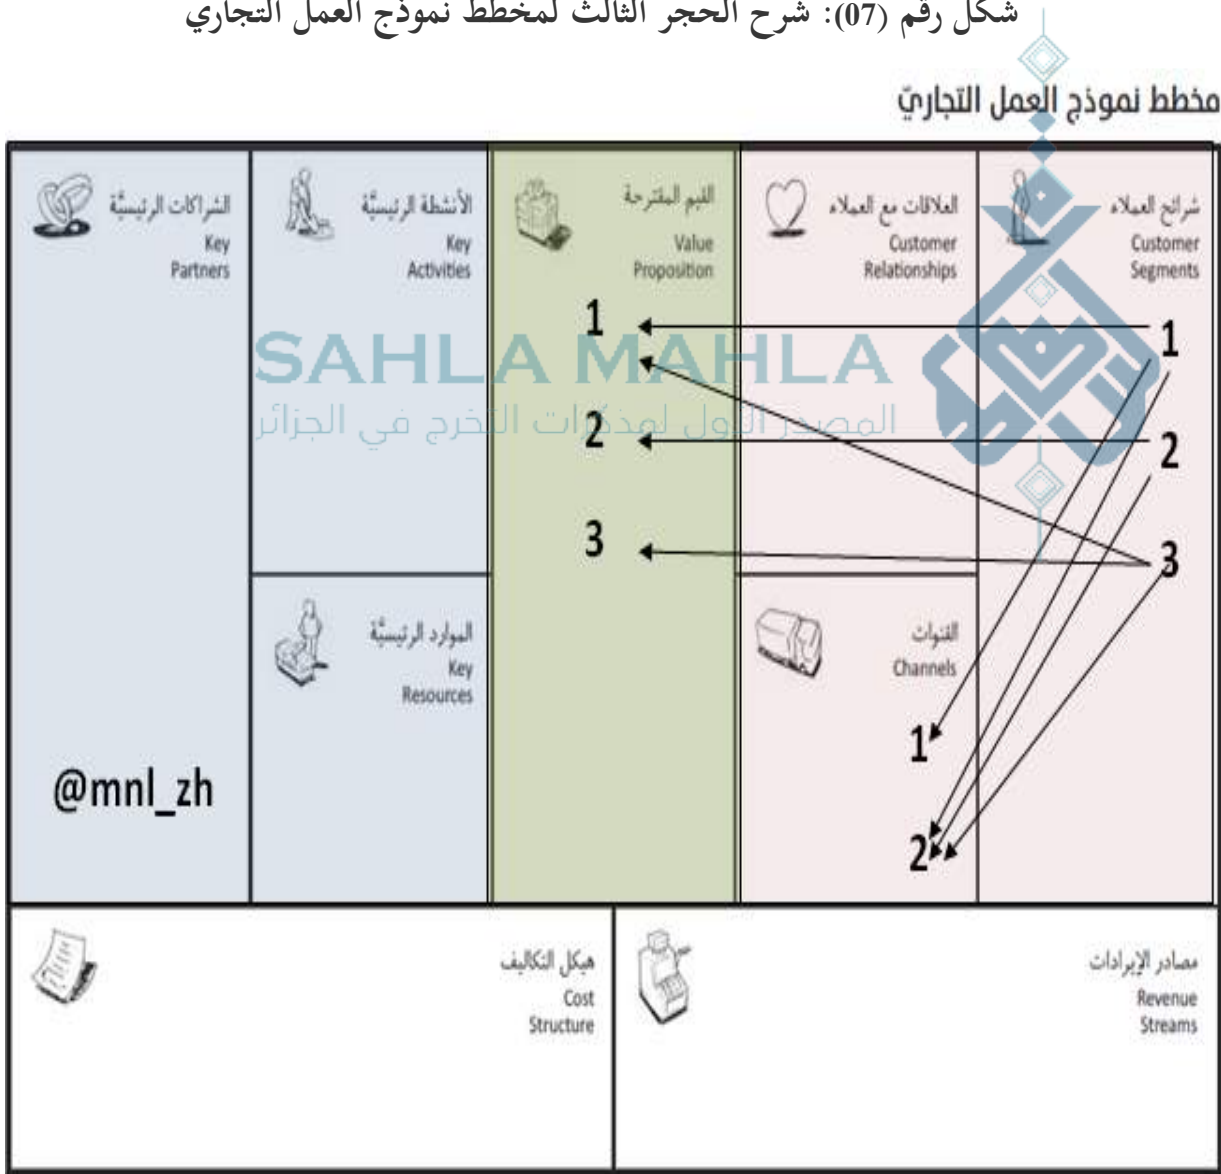 شكل رقم (07): شرح الحجر الثالث لمخطط نموذج العمل التجاري
مخطط نموذج العمل التجاريّ
شرائح العملاء
Customer
Segments
1
2
3
العلاقات مع العملاء
Customer
Relationships
القيم المقترحة
Value
Proposition
1
2
3
الأنشطة الرئيسيَّة
Key
Activities
الشراكات الرئيسيَّة
Key
Partners
SAHLA MAHLA
المصدر الأول لمذكرات التخرج في الجزائر
القنوات
Channels
1
2
الموارد الرئيسيَّة
Key
Resources
@mnl_zh
مصادر الإيرادات
Revenue
Streams
هيكل التكاليف
Cost
Structure